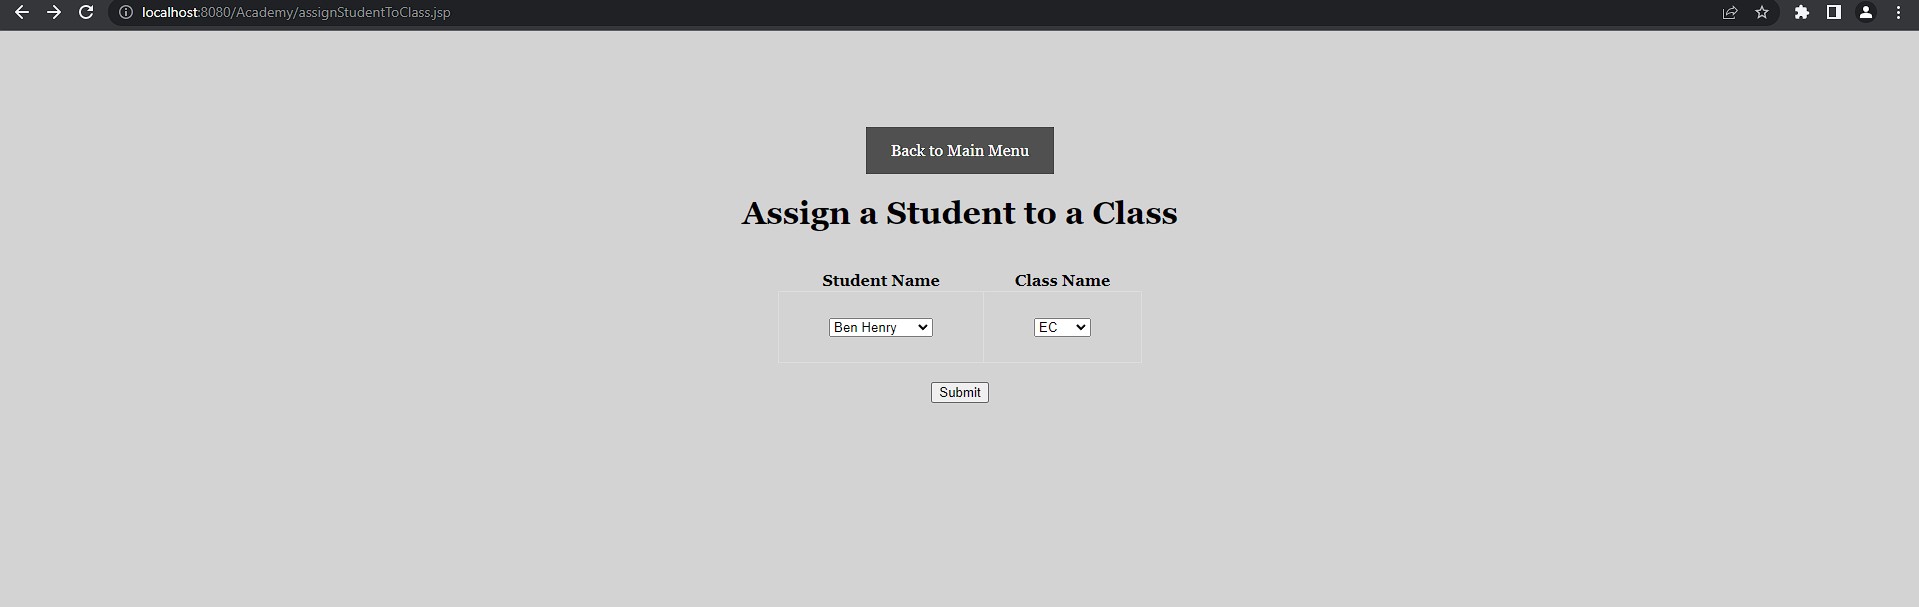 localhost:8080/Academy/assignStudentToClass.jsp
Back to Main Menu
Assign a Student to a Class
Student Name Class Name
Ben Henry EC
Submit